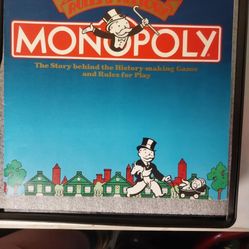 MONOPOLY
The Story behind the History-making Game
and Rules for Play